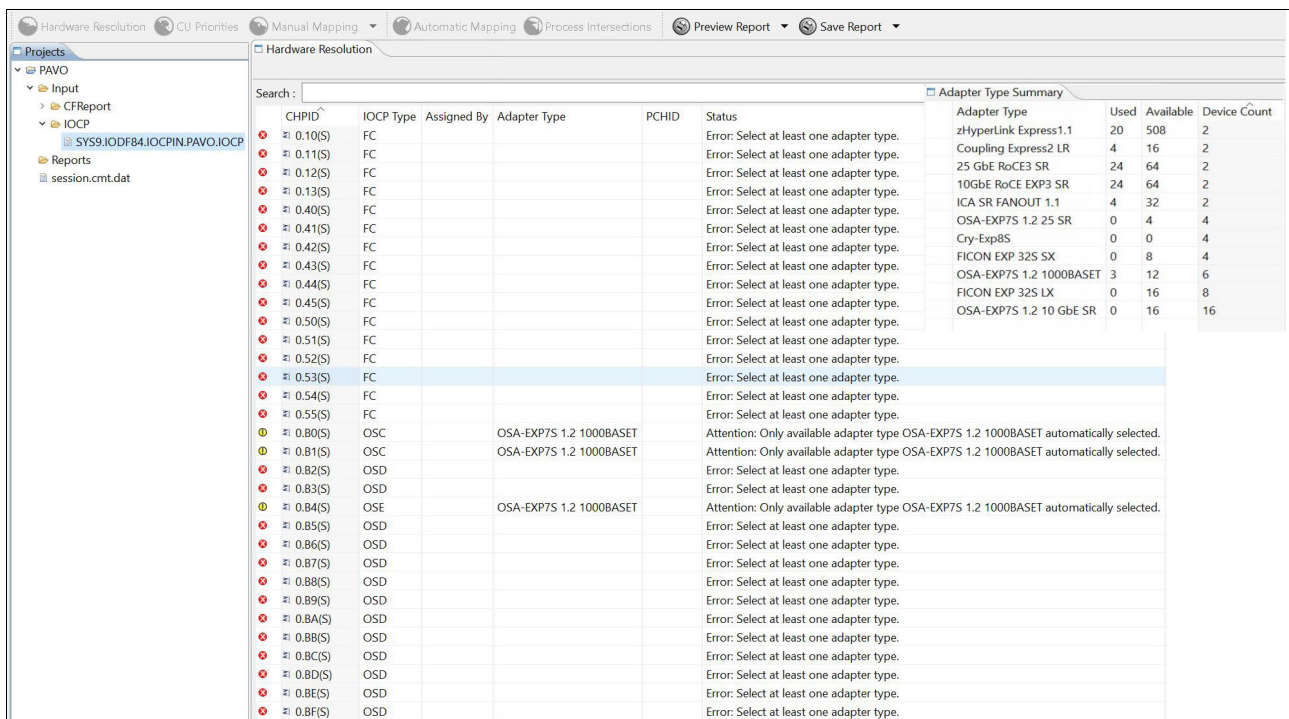 Hardware Resolution CU Priorities Manual Mapping Automatic Mapping Process Intersections Preview Report Save Report
Projects
PAVO
Input
CFReport
IOCP
SYS9.IODF84.IOCPIN.PAVO.IOCP
Reports
session.cmt.dat
Hardware Resolution
Search :
CHPID IOCP Type Assigned By Adapter Type PCHID Status
0.10(S) FC Error: Select at least one adapter type.
0.11(S) FC Error: Select at least one adapter type.
0.12(S) FC Error: Select at least one adapter type.
0.13(S) FC Error: Select at least one adapter type.
0.40(S) FC Error: Select at least one adapter type.
0.41(S) FC Error: Select at least one adapter type.
0.42(S) FC Error: Select at least one adapter type.
0.43(S) FC Error: Select at least one adapter type.
0.44(S) FC Error: Select at least one adapter type.
0.45(S) FC Error: Select at least one adapter type.
0.50(S) FC Error: Select at least one adapter type.
0.51(S) FC Error: Select at least one adapter type.
0.52(S) FC Error: Select at least one adapter type.
0.53(S) FC Error: Select at least one adapter type.
0.54(S) FC Error: Select at least one adapter type.
0.55(S) FC Error: Select at least one adapter type.
0.B0(S) OSC OSA-EXP7S 1.2 1000BASET Attention: Only available adapter type OSA-EXP7S 1.2 1000BASET automatically selected.
0.B1(S) OSC OSA-EXP7S 1.2 1000BASET Attention: Only available adapter type OSA-EXP7S 1.2 1000BASET automatically selected.
0.B2(S) OSD Error: Select at least one adapter type.
0.B3(S) OSD Error: Select at least one adapter type.
0.B4(S) OSE OSA-EXP7S 1.2 1000BASET Attention: Only available adapter type OSA-EXP7S 1.2 1000BASET automatically selected.
0.B5(S) OSD Error: Select at least one adapter type.
0.B6(S) OSD Error: Select at least one adapter type.
0.B7(S) OSD Error: Select at least one adapter type.
0.B8(S) OSD Error: Select at least one adapter type.
0.B9(S) OSD Error: Select at least one adapter type.
0.BA(S) OSD Error: Select at least one adapter type.
0.BB(S) OSD Error: Select at least one adapter type.
0.BC(S) OSD Error: Select at least one adapter type.
0.BD(S) OSD Error: Select at least one adapter type.
0.BE(S) OSD Error: Select at least one adapter type.
0.BF(S) OSD Error: Select at least one adapter type.
Adapter Type Summary
Adapter Type Used Available Device Count
zHyperLink Express1.1 20 508 2
Coupling Express2 LR 4 16 2
25 GbE RoCE3 SR 24 64 2
10GbE RoCE EXP3 SR 24 64 2
ICA SR FANOUT 1.1 4 32 2
OSA-EXP7S 1.2 25 SR 0 4 4
Cry-Exp8S 0 0 4
FICON EXP 32S SX 0 8 4
OSA-EXP7S 1.2 1000BASET 3 12 6
FICON EXP 32S LX 0 16 8
OSA-EXP7S 1.2 10 GbE SR 0 16 16